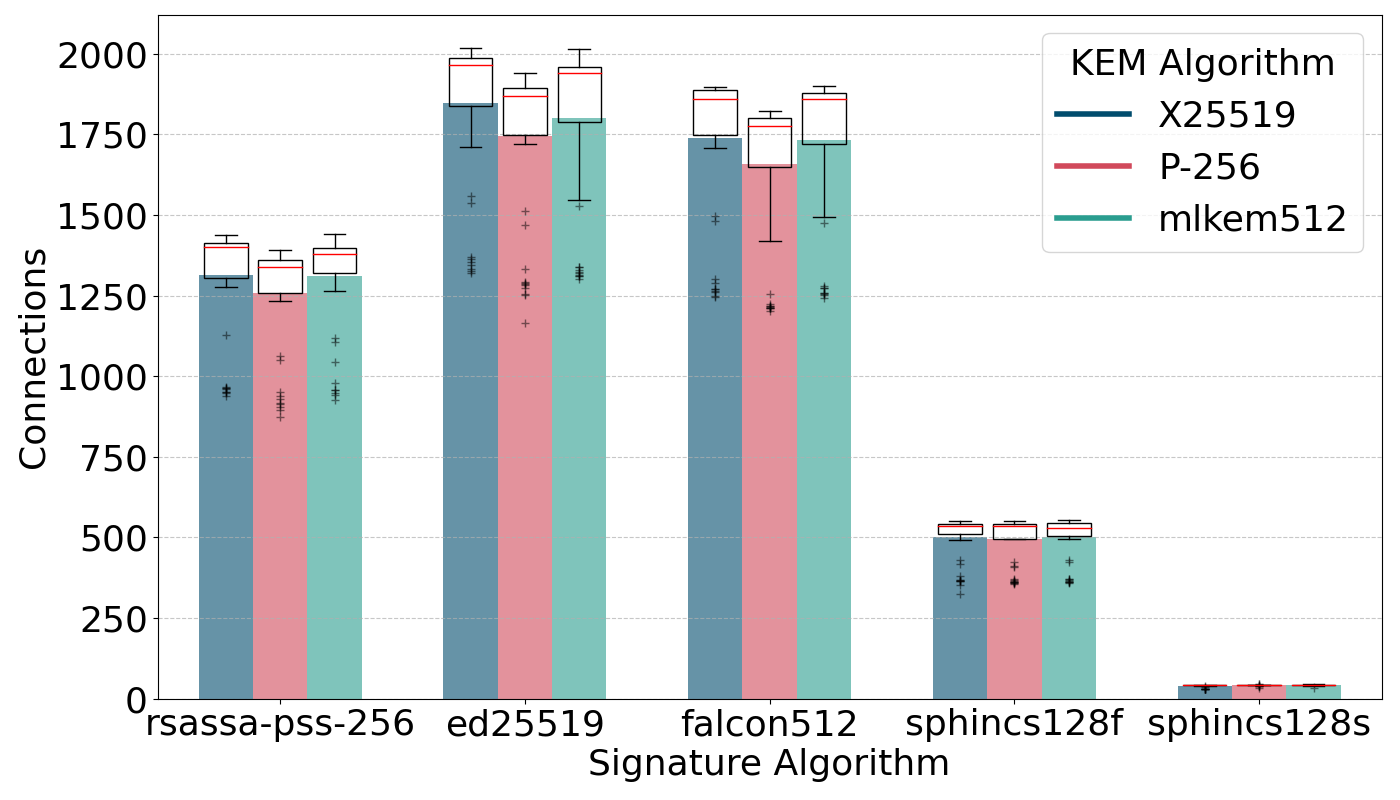 2000
1750
1500
1250
1000
750
500
250
0
Connections
KEM Algorithm
X25519
P-256
mlkem512
rsassa-pss-256 ed25519 falcon512 sphincs128f sphincs128s
Signature Algorithm